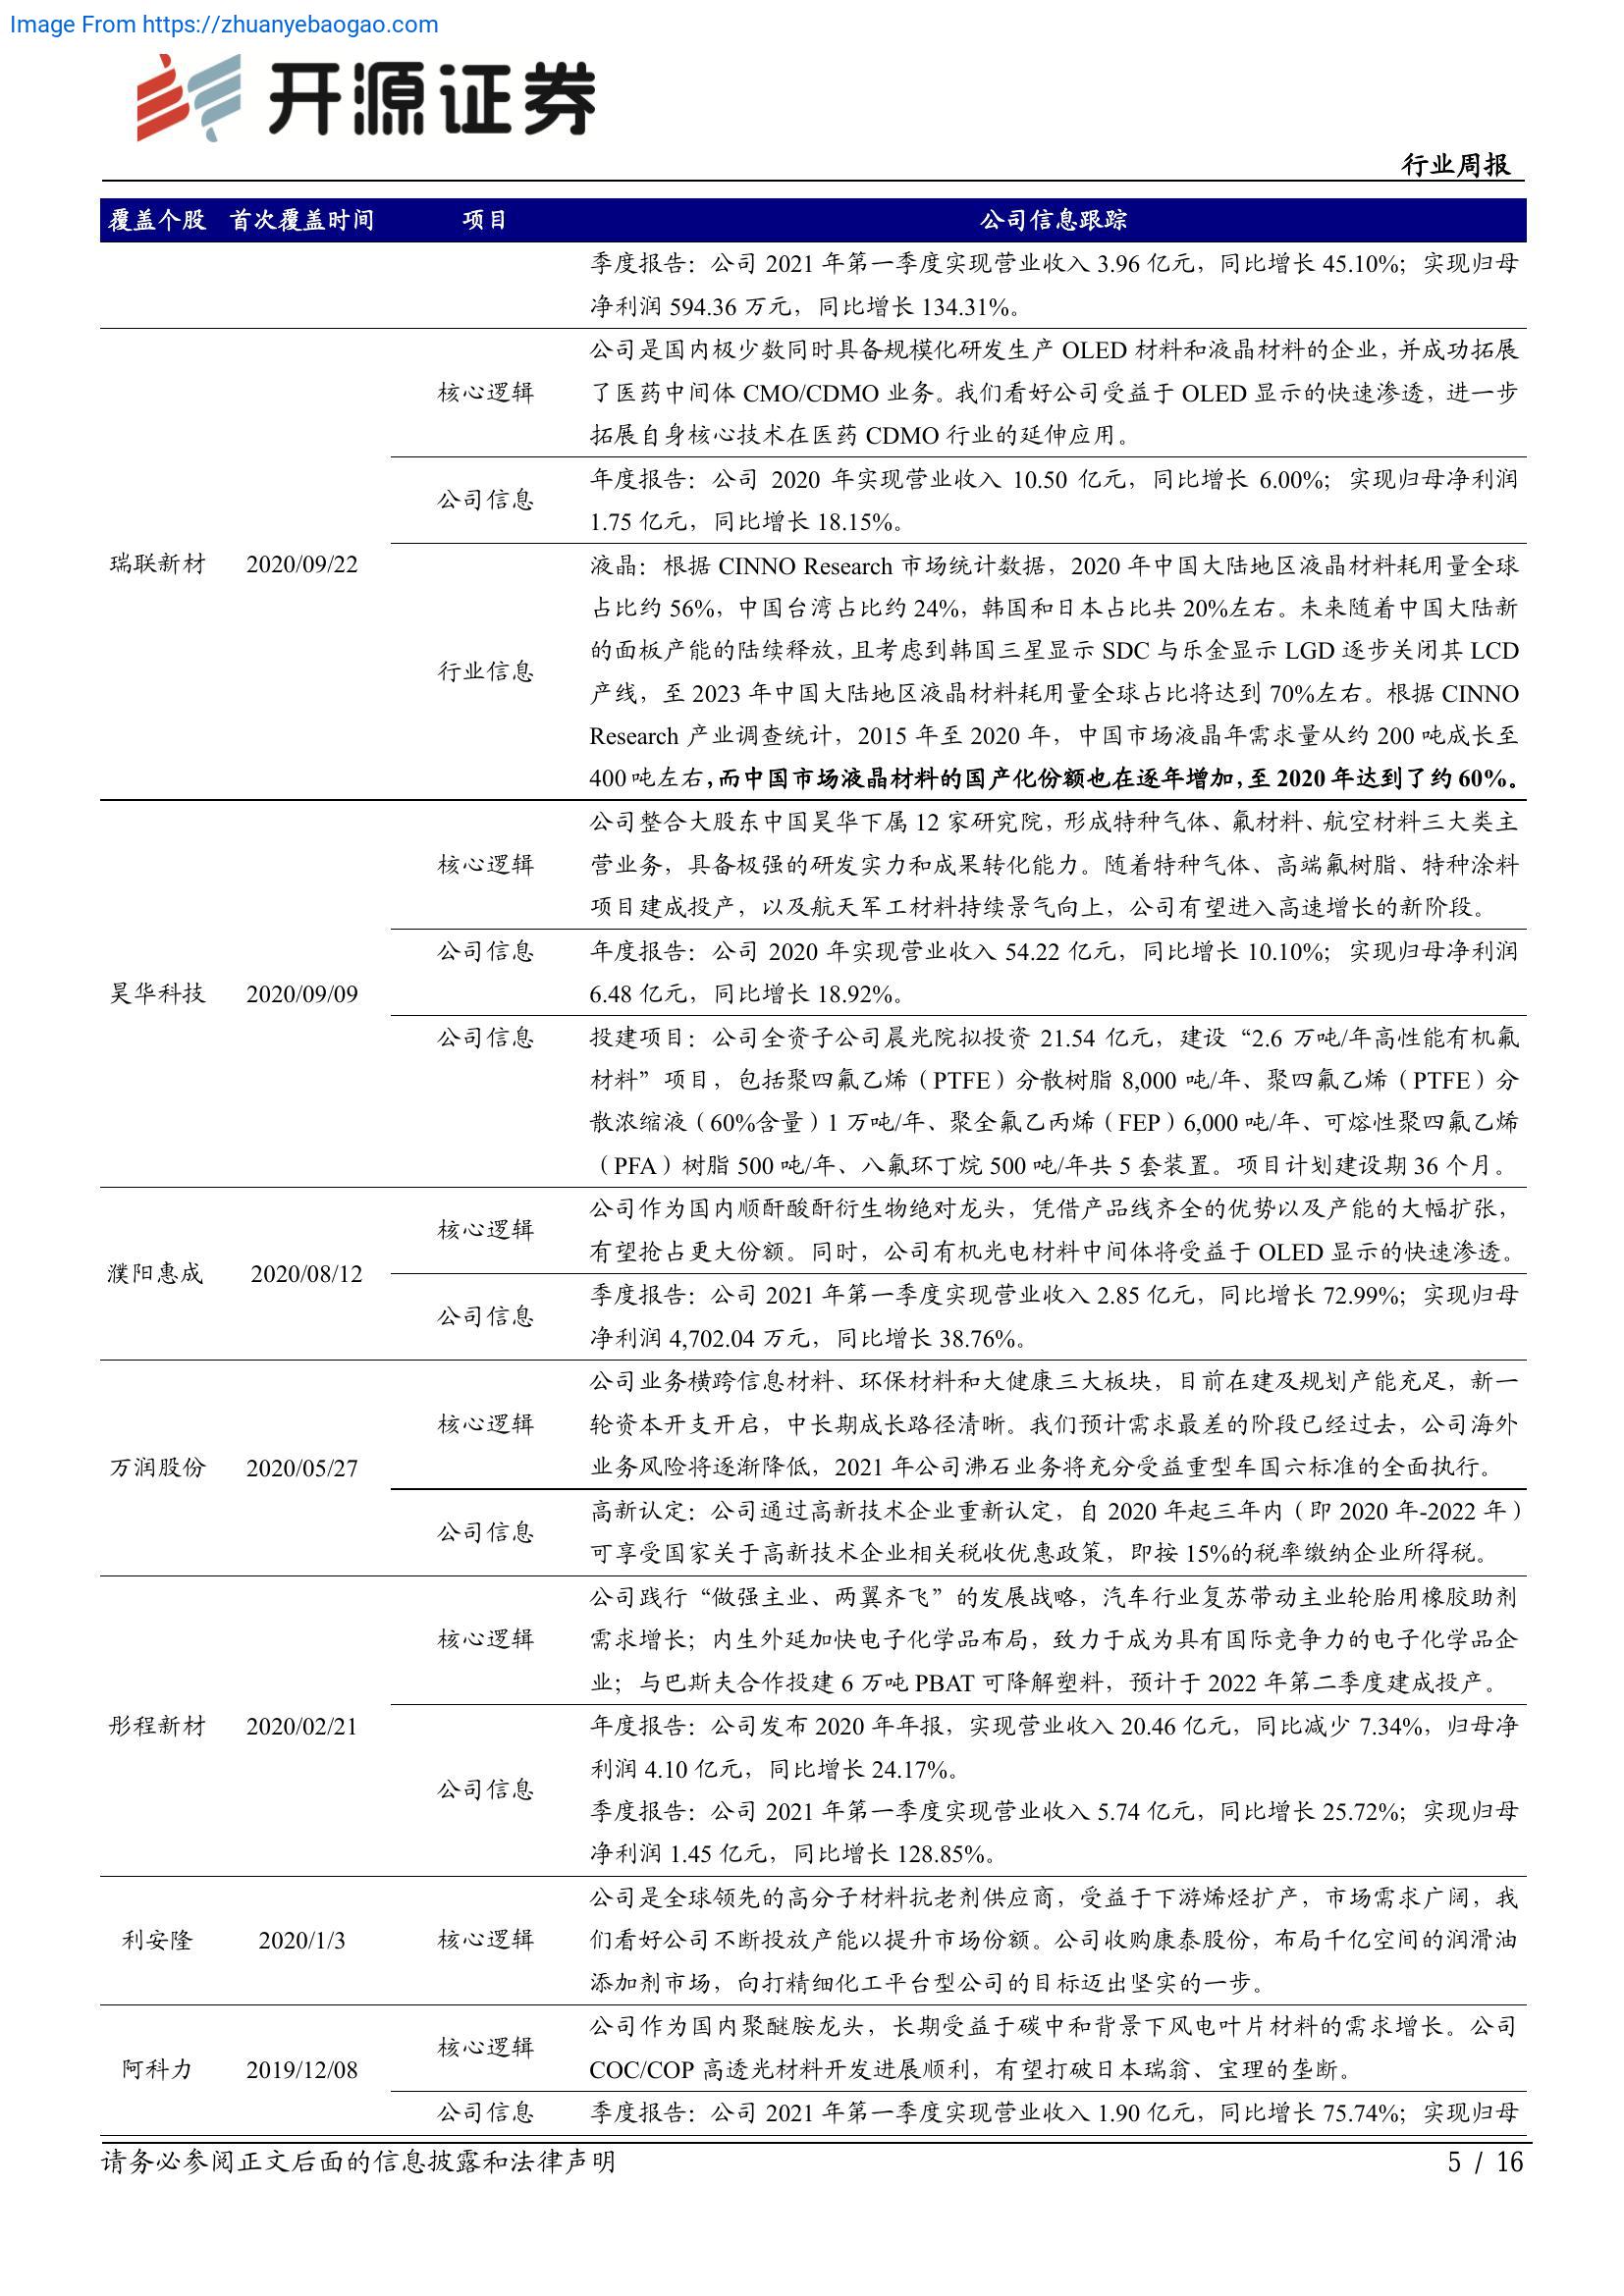 Image From https://zhuanyebaogao.com
开源证券
行业周报
覆盖个股 首次覆盖时间 项目 公司信息跟踪
季度报告：公司 2021 年第一季度实现营业收入 3.96 亿元，同比增长 45.10%；实现归母
净利润 594.36 万元，同比增长 134.31%。
瑞联新材 2020/09/22
核心逻辑
公司是国内极少数同时具备规模化研发生产 OLED 材料和液晶材料的企业，并成功拓展
了医药中间体 CMO/CDMO 业务。我们看好公司受益于 OLED 显示的快速渗透，进一步
拓展自身核心技术在医药 CDMO 行业的延伸应用。
公司信息
年度报告：公司 2020 年实现营业收入 10.50 亿元，同比增长 6.00%；实现归母净利润
1.75 亿元，同比增长 18.15%。
行业信息
液晶：根据 CINNO Research 市场统计数据，2020 年中国大陆地区液晶材料耗用量全球
占比约 56%，中国台湾占比约 24%，韩国和日本占比共 20%左右。未来随着中国大陆新
的面板产能的陆续释放，且考虑到韩国三星显示 SDC 与乐金显示 LGD 逐步关闭其 LCD
产线，至 2023 年中国大陆地区液晶材料耗用量全球占比将达到 70%左右。根据 CINNO
Research 产业调查统计，2015 年至 2020 年，中国市场液晶年需求量从约 200 吨成长至
400 吨左右，而中国市场液晶材料的国产化份额也在逐年增加，至 2020 年达到了约 60%。
昊华科技 2020/09/09
核心逻辑
公司整合大股东中国昊华下属 12 家研究院，形成特种气体、氟材料、航空材料三大类主
营业务，具备极强的研发实力和成果转化能力。随着特种气体、高端氟树脂、特种涂料
项目建成投产，以及航天军工材料持续景气向上，公司有望进入高速增长的新阶段。
公司信息
年度报告：公司 2020 年实现营业收入 54.22 亿元，同比增长 10.10%；实现归母净利润
6.48 亿元，同比增长 18.92%。
公司信息
投建项目：公司全资子公司晨光院拟投资 21.54 亿元，建设“2.6 万吨/年高性能有机氟
材料”项目，包括聚四氟乙烯（PTFE）分散树脂 8,000 吨/年、聚四氟乙烯（PTFE）分
散浓缩液（60%含量）1 万吨/年、聚全氟乙丙烯（FEP）6,000 吨/年、可熔性聚四氟乙烯
（PFA）树脂 500 吨/年、八氟环丁烷 500 吨/年共 5 套装置。项目计划建设期 36 个月。
濮阳惠成 2020/08/12
核心逻辑
公司作为国内顺酐酸酐衍生物绝对龙头，凭借产品线齐全的优势以及产能的大幅扩张，
有望抢占更大份额。同时，公司有机光电材料中间体将受益于 OLED 显示的快速渗透。
公司信息
季度报告：公司 2021 年第一季度实现营业收入 2.85 亿元，同比增长 72.99%；实现归母
净利润 4,702.04 万元，同比增长 38.76%。
万润股份 2020/05/27
核心逻辑
公司业务横跨信息材料、环保材料和大健康三大板块，目前在建及规划产能充足，新一
轮资本开支开启，中长期成长路径清晰。我们预计需求最差的阶段已经过去，公司海外
业务风险将逐渐降低，2021 年公司沸石业务将充分受益重型车国六标准的全面执行。
公司信息
高新认定：公司通过高新技术企业重新认定，自 2020 年起三年内（即 2020 年-2022 年）
可享受国家关于高新技术企业相关税收优惠政策，即按 15%的税率缴纳企业所得税。
彤程新材 2020/02/21
核心逻辑
公司践行“做强主业、两翼齐飞”的发展战略，汽车行业复苏带动主业轮胎用橡胶助剂
需求增长；内生外延加快电子化学品布局，致力于成为具有国际竞争力的电子化学品企
业；与巴斯夫合作投建 6 万吨 PBAT 可降解塑料，预计于 2022 年第二季度建成投产。
公司信息
年度报告：公司发布 2020 年年报，实现营业收入 20.46 亿元，同比减少 7.34%，归母净
利润 4.10 亿元，同比增长 24.17%。
季度报告：公司 2021 年第一季度实现营业收入 5.74 亿元，同比增长 25.72%；实现归母
净利润 1.45 亿元，同比增长 128.85%。
利安隆 2020/1/3
核心逻辑
公司是全球领先的高分子材料抗老剂供应商，受益于下游烯烃扩产，市场需求广阔，我
们看好公司不断投放产能以提升市场份额。公司收购康泰股份，布局千亿空间的润滑油
添加剂市场，向打精细化工平台型公司的目标迈出坚实的一步。
阿科力 2019/12/08
核心逻辑
公司作为国内聚醚胺龙头，长期受益于碳中和背景下风电叶片材料的需求增长。公司
COC/COP 高透光材料开发进展顺利，有望打破日本瑞翁、宝理的垄断。
公司信息
季度报告：公司 2021 年第一季度实现营业收入 1.90 亿元，同比增长 75.74%；实现归母
请务必参阅正文后面的信息披露和法律声明
5 / 16